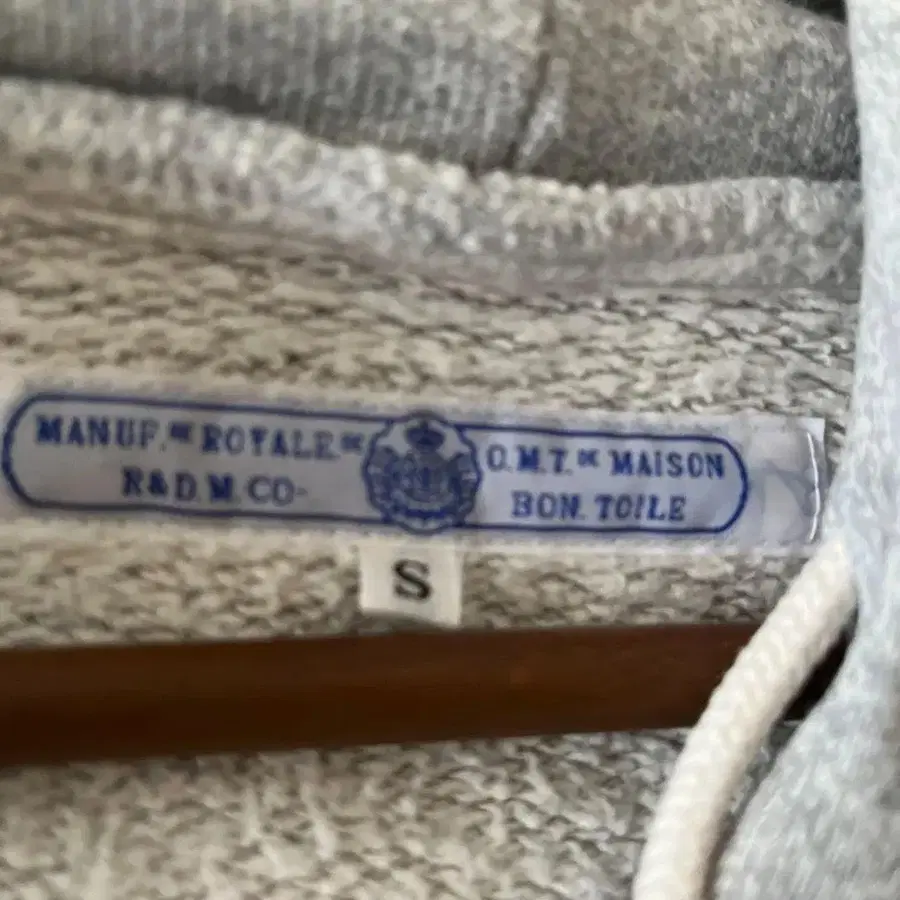 MANUF. DE ROYALE DE
R&D.M.CO-
O.M.T. DE MAISON
BON. TOILE
S